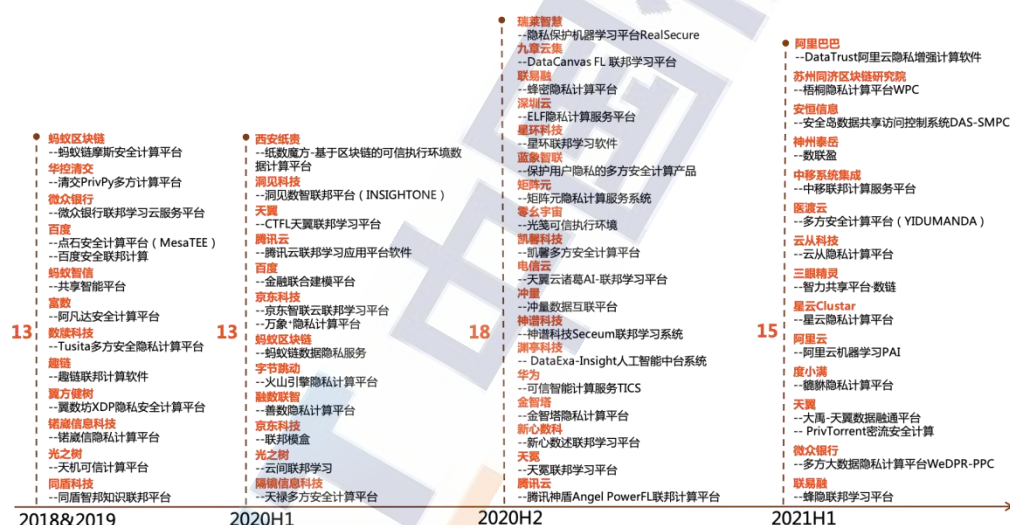 蚂蚁区块链
--蚂蚁链摩斯安全计算平台
华控清交
--清交PrivPy多方计算平台
微众银行
--微众银行联邦学习云服务平台
百度
--点石安全计算平台（MesaTEE）
--百度安全联邦计算
蚂蚁智信
--共享智能平台
富数
--阿凡达安全计算平台
数牍科技
--Tusita多方安全隐私计算平台
趣链
--趣链联邦计算软件
翼方健树
--翼数坊XDP隐私安全计算平台
锘崴信息科技
--锘崴信隐私计算平台
光之树
--天机可信计算平台
同盾科技
--同盾智邦知识联邦平台
13
2018&2019
西安纸贵
--纸数魔方-基于区块链的可信执行环境数
据计算平台
洞见科技
--洞见数智联邦平台（INSIGHTONE）
天翼
--CTFL天翼联邦学习平台
腾讯云
--腾讯云联邦学习应用平台软件
百度
--金融联合建模平台
京东科技
--京东智联云联邦学习平台
--万象+隐私计算平台
蚂蚁区块链
--蚂蚁链数据隐私服务
字节跳动
--火山引擎隐私计算平台
融数联智
--善数隐私计算平台
京东科技
--联邦模盒
光之树
--云间联邦学习
隔镜信息科技
--天禄多方安全计算平台
13
2020H1
瑞莱智慧
--隐私保护机器学习平台RealSecure
九章云集
--DataCanvas FL 联邦学习平台
联易融
--蜂密隐私计算平台
深圳云
--ELF隐私计算服务平台
星环科技
--星环联邦学习软件
蓝象智联
--保护用户隐私的多方安全计算产品
矩阵元
--矩阵元隐私计算服务系统
零幺宇宙
--光笺可信执行环境
凯馨科技
--凯馨多方安全计算平台
电信云
--天翼云诸葛AI-联邦学习平台
冲量
--冲量数据互联平台
神谱科技
--神谱科技Seceum联邦学习系统
渊亭科技
-- DataExa-Insight人工智能中台系统
华为
--可信智能计算服务TICS
金智塔
--金智塔隐私计算平台
新心数科
--新心数述联邦学习平台
天冕
--天冕联邦学习平台
腾讯云
--腾讯神盾Angel PowerFL联邦计算平台
18
2020H2
阿里巴巴
--DataTrust阿里云隐私增强计算软件
苏州同济区块链研究院
--梧桐隐私计算平台WPC
安恒信息
--安全岛数据共享访问控制系统DAS-SMPC
神州泰岳
--数联盈
中移系统集成
--中移联邦计算服务平台
医渡云
--多方安全计算平台（YIDUMANDA）
云从科技
--云从隐私计算平台
三眼精灵
--智力共享平台·数链
星云Clustar
--星云隐私计算平台
阿里云
--阿里云机器学习PAI
度小满
--貔貅隐私计算平台
天翼
--大禹-天翼数据融通平台
-- PrivTorrent密流安全计算
微众银行
--多方大数据隐私计算平台WeDPR-PPC
联易融
--蜂隐联邦学习平台
15
2021H1